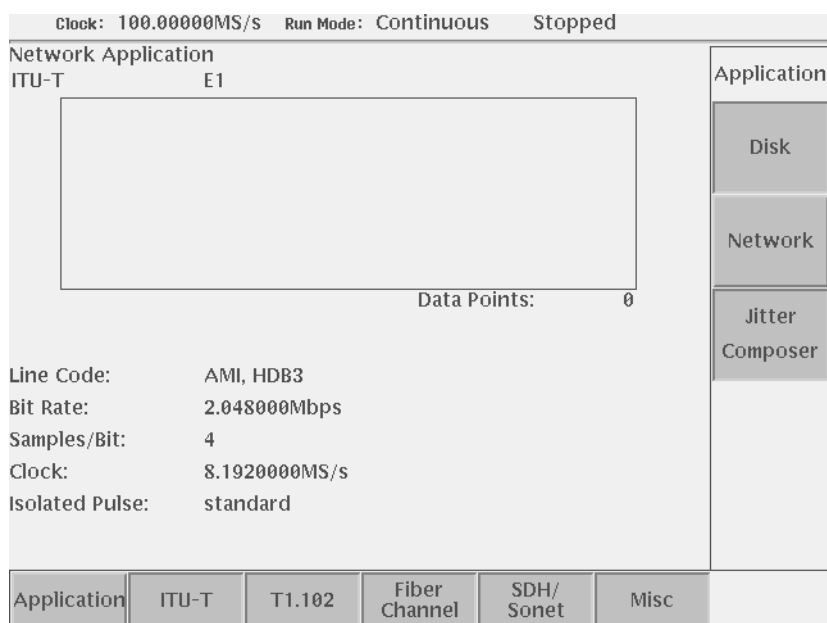 Clock: 100.00000MS/s Run Mode: Continuous Stopped
Network Application
ITU-T E1
Data Points: 0
Line Code: AMI, HDB3
Bit Rate: 2.048000Mbps
Samples/Bit: 4
Clock: 8.1920000MS/s
Isolated Pulse: standard
Application
Disk
Network
Jitter
Composer
Application ITU-T T1.102 Fiber Channel SDH/ Sonet Misc